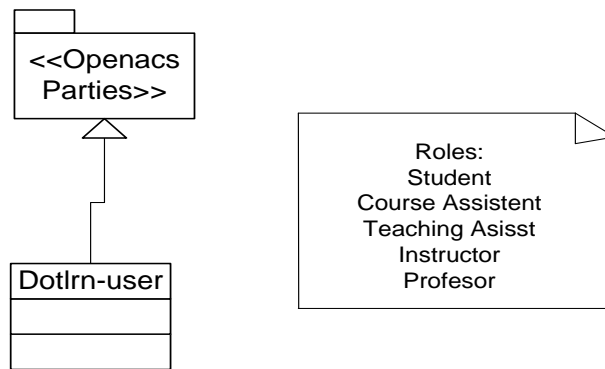 <<Openacs
Parties>>
Roles:
Student
Course Assistent
Teaching Asisst
Instructor
Profesor
Dotlrn-user